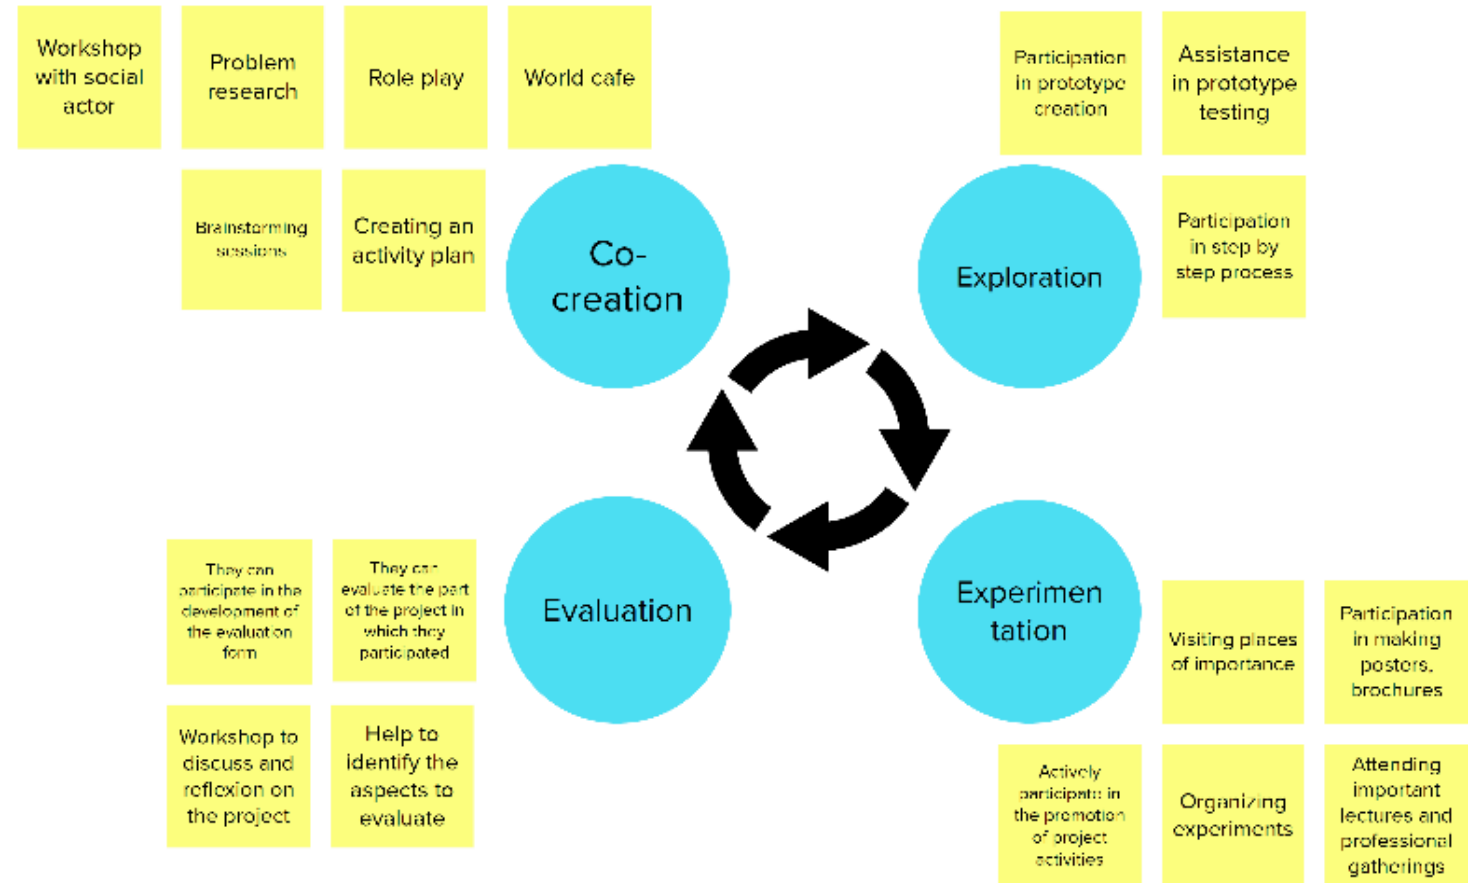 Workshop
with social
actor
Problem
research
Role play
World cafe
Brainstorming
sessions
Creating an
activity plan
Co-
creation
Participation
in prototype
creation
Assistance
in prototype
testing
Participation
in step by
step process
Exploration
Evaluation
They can
participate in the
development of
the evaluation
form
They can
evaluate the part
of the project in
which they
participated
Workshop to
discuss and
reflexion on
the project
Help to
identify the
aspects to
evaluate
Experimen
tation
Visiting places
of importance
Participation
in making
posters,
brochures
Actively
participate in
the promotion
of project
activities
Organizing
experiments
Attending
important
lectures and
professional
gatherings